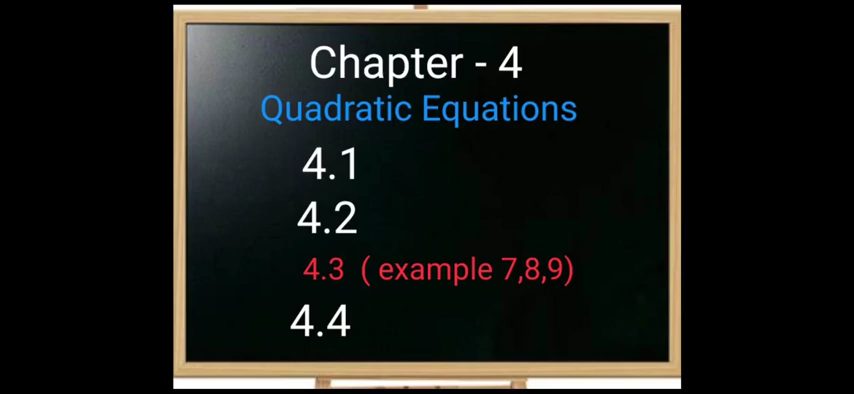 Chapter - 4
Quadratic Equations
4.1
4.2
4.3 ( example 7,8,9)
4.4